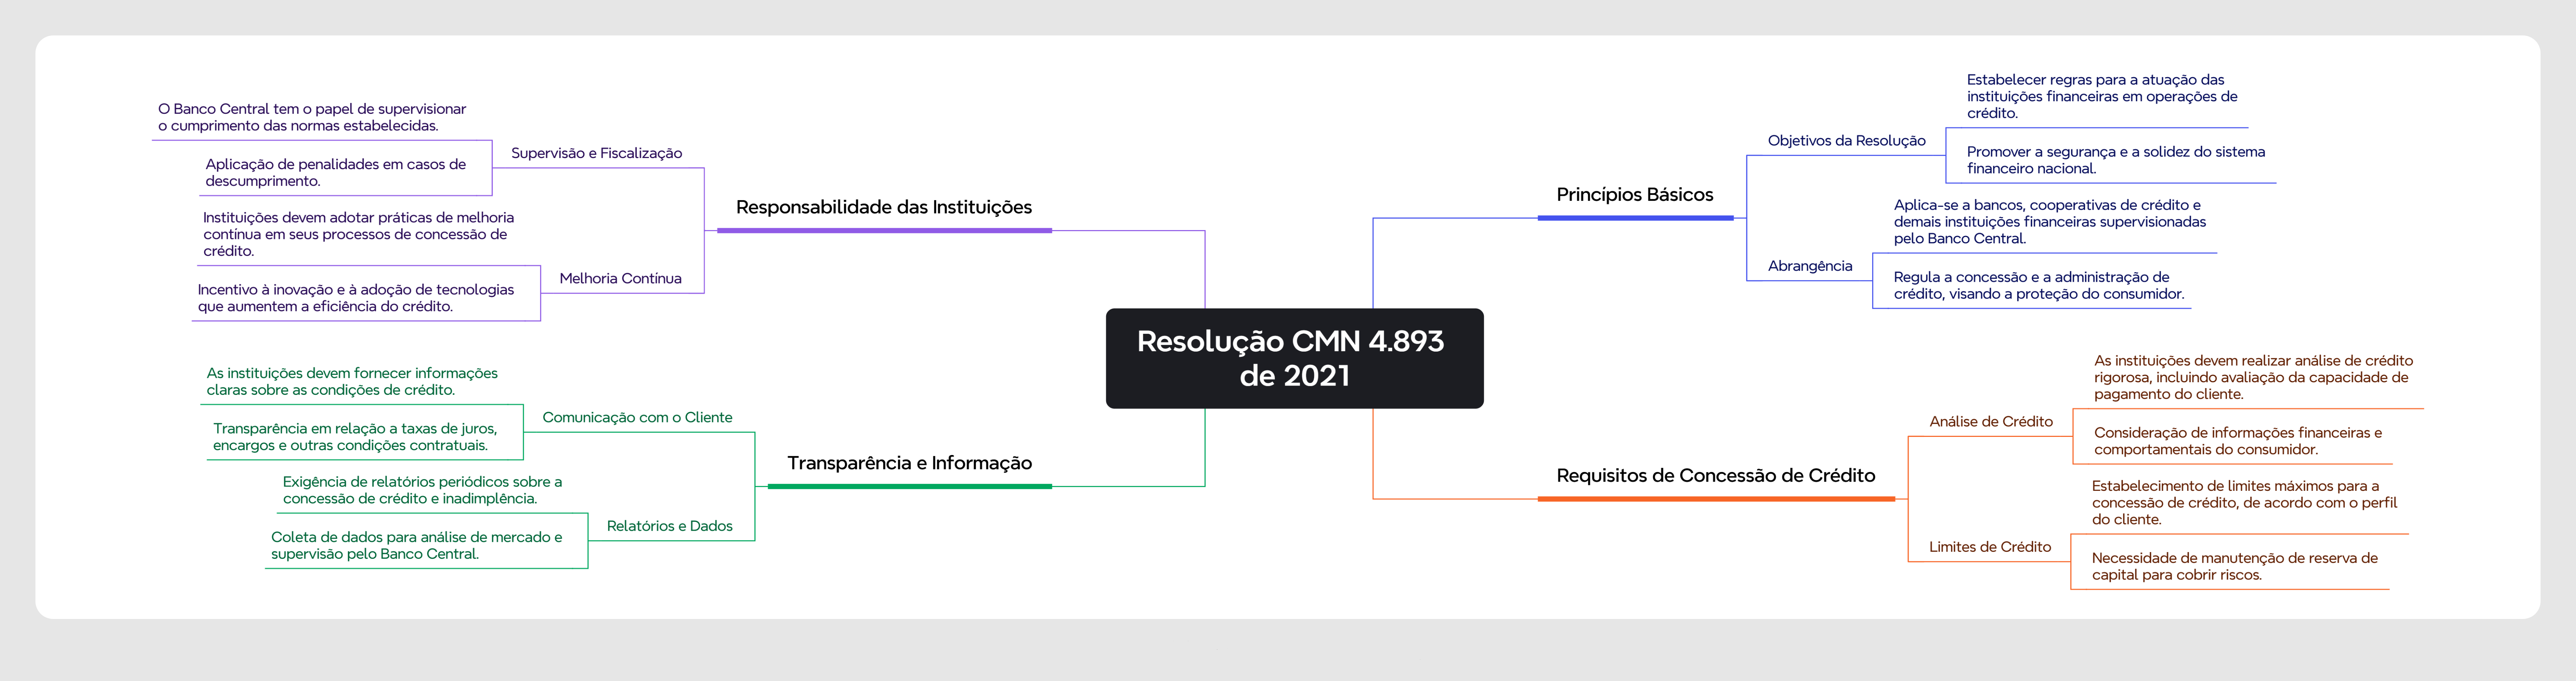 Resolução CMN 4.893
de 2021
Princípios Básicos
Objetivos da Resolução
Estabelecer regras para a atuação das
instituições financeiras em operações de
crédito.
Promover a segurança e a solidez do sistema
financeiro nacional.
Abrangência
Aplica-se a bancos, cooperativas de crédito e
demais instituições financeiras supervisionadas
pelo Banco Central.
Regula a concessão e a administração de
crédito, visando a proteção do consumidor.
Requisitos de Concessão de Crédito
Análise de Crédito
As instituições devem realizar análise de crédito
rigorosa, incluindo avaliação da capacidade de
pagamento do cliente.
Consideração de informações financeiras e
comportamentais do consumidor.
Limites de Crédito
Estabelecimento de limites máximos para a
concessão de crédito, de acordo com o perfil
do cliente.
Necessidade de manutenção de reserva de
capital para cobrir riscos.
Responsabilidade das Instituições
Supervisão e Fiscalização
O Banco Central tem o papel de supervisionar
o cumprimento das normas estabelecidas.
Aplicação de penalidades em casos de
descumprimento.
Melhoria Contínua
Instituições devem adotar práticas de melhoria
contínua em seus processos de concessão de
crédito.
Incentivo à inovação e à adoção de tecnologias
que aumentem a eficiência do crédito.
Transparência e Informação
Comunicação com o Cliente
As instituições devem fornecer informações
claras sobre as condições de crédito.
Transparência em relação a taxas de juros,
encargos e outras condições contratuais.
Relatórios e Dados
Exigência de relatórios periódicos sobre a
concessão de crédito e inadimplência.
Coleta de dados para análise de mercado e
supervisão pelo Banco Central.